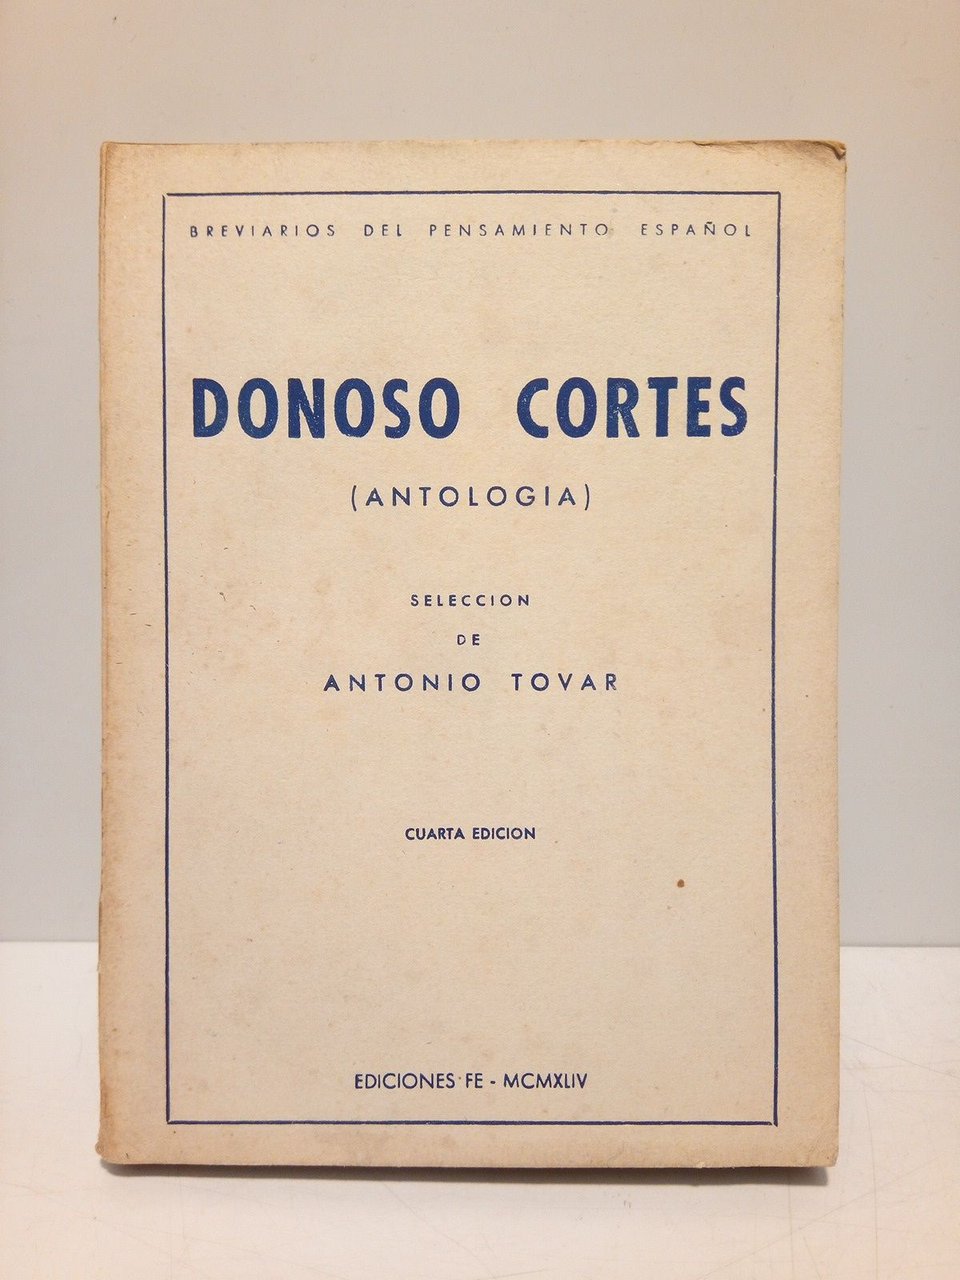 BREVIARIOS DEL PENSAMIENTO ESPAÑOL
DONOSO CORTES
(ANTOLOGIA)
SELECCION
DE
ANTONIO TOVAR
CUARTA EDICION
EDICIONES FE - MCMXLIV